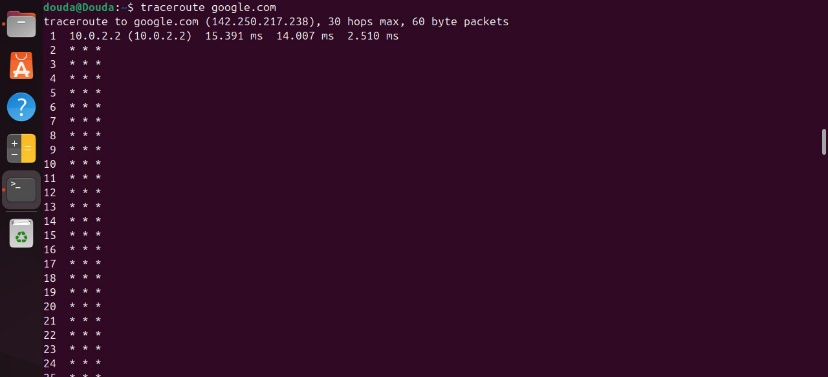 douda@Douda:~$ traceroute google.com
traceroute to google.com (142.250.217.238), 30 hops max, 60 byte packets
1 10.0.2.2 (10.0.2.2) 15.391 ms 14.007 ms 2.510 ms
2 * * *
3 * * *
4 * * *
5 * * *
6 * * *
7 * * *
8 * * *
9 * * *
10 * * *
11 * * *
12 * * *
13 * * *
14 * * *
15 * * *
16 * * *
17 * * *
18 * * *
19 * * *
20 * * *
21 * * *
22 * * *
23 * * *
24 * * *
25 * * *